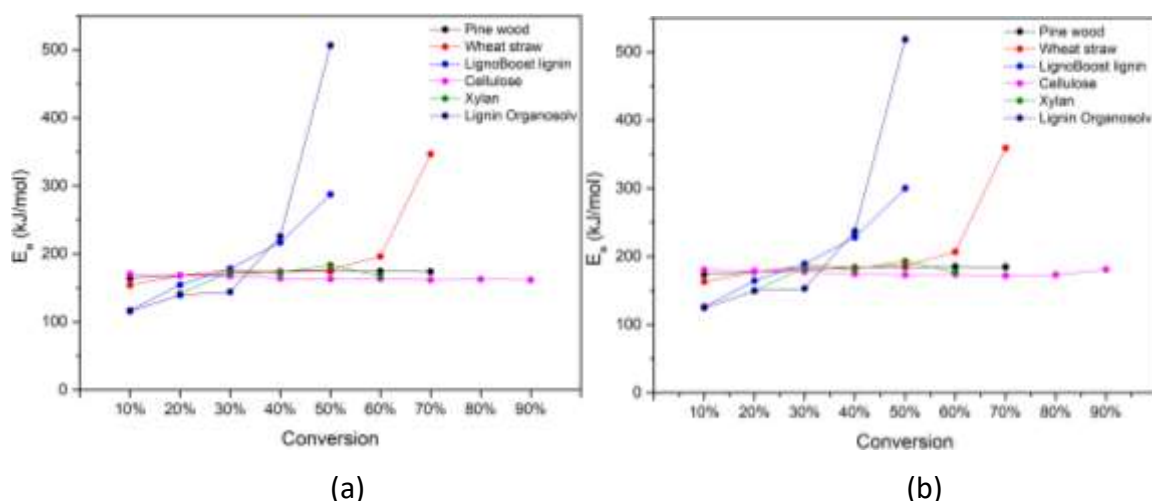 500
400
300
200
100
0
Eₐ (kJ/mol)
Pine wood
Wheat straw
LignoBoost lignin
Cellulose
Xylan
Lignin Organosolv
10% 20% 30% 40% 50% 60% 70% 80% 90%
Conversion
(a)
500
400
300
200
100
0
Eₐ (kJ/mol)
Pine wood
Wheat straw
LignoBoost lignin
Cellulose
Xylan
Lignin Organosolv
10% 20% 30% 40% 50% 60% 70% 80% 90%
Conversion
(b)